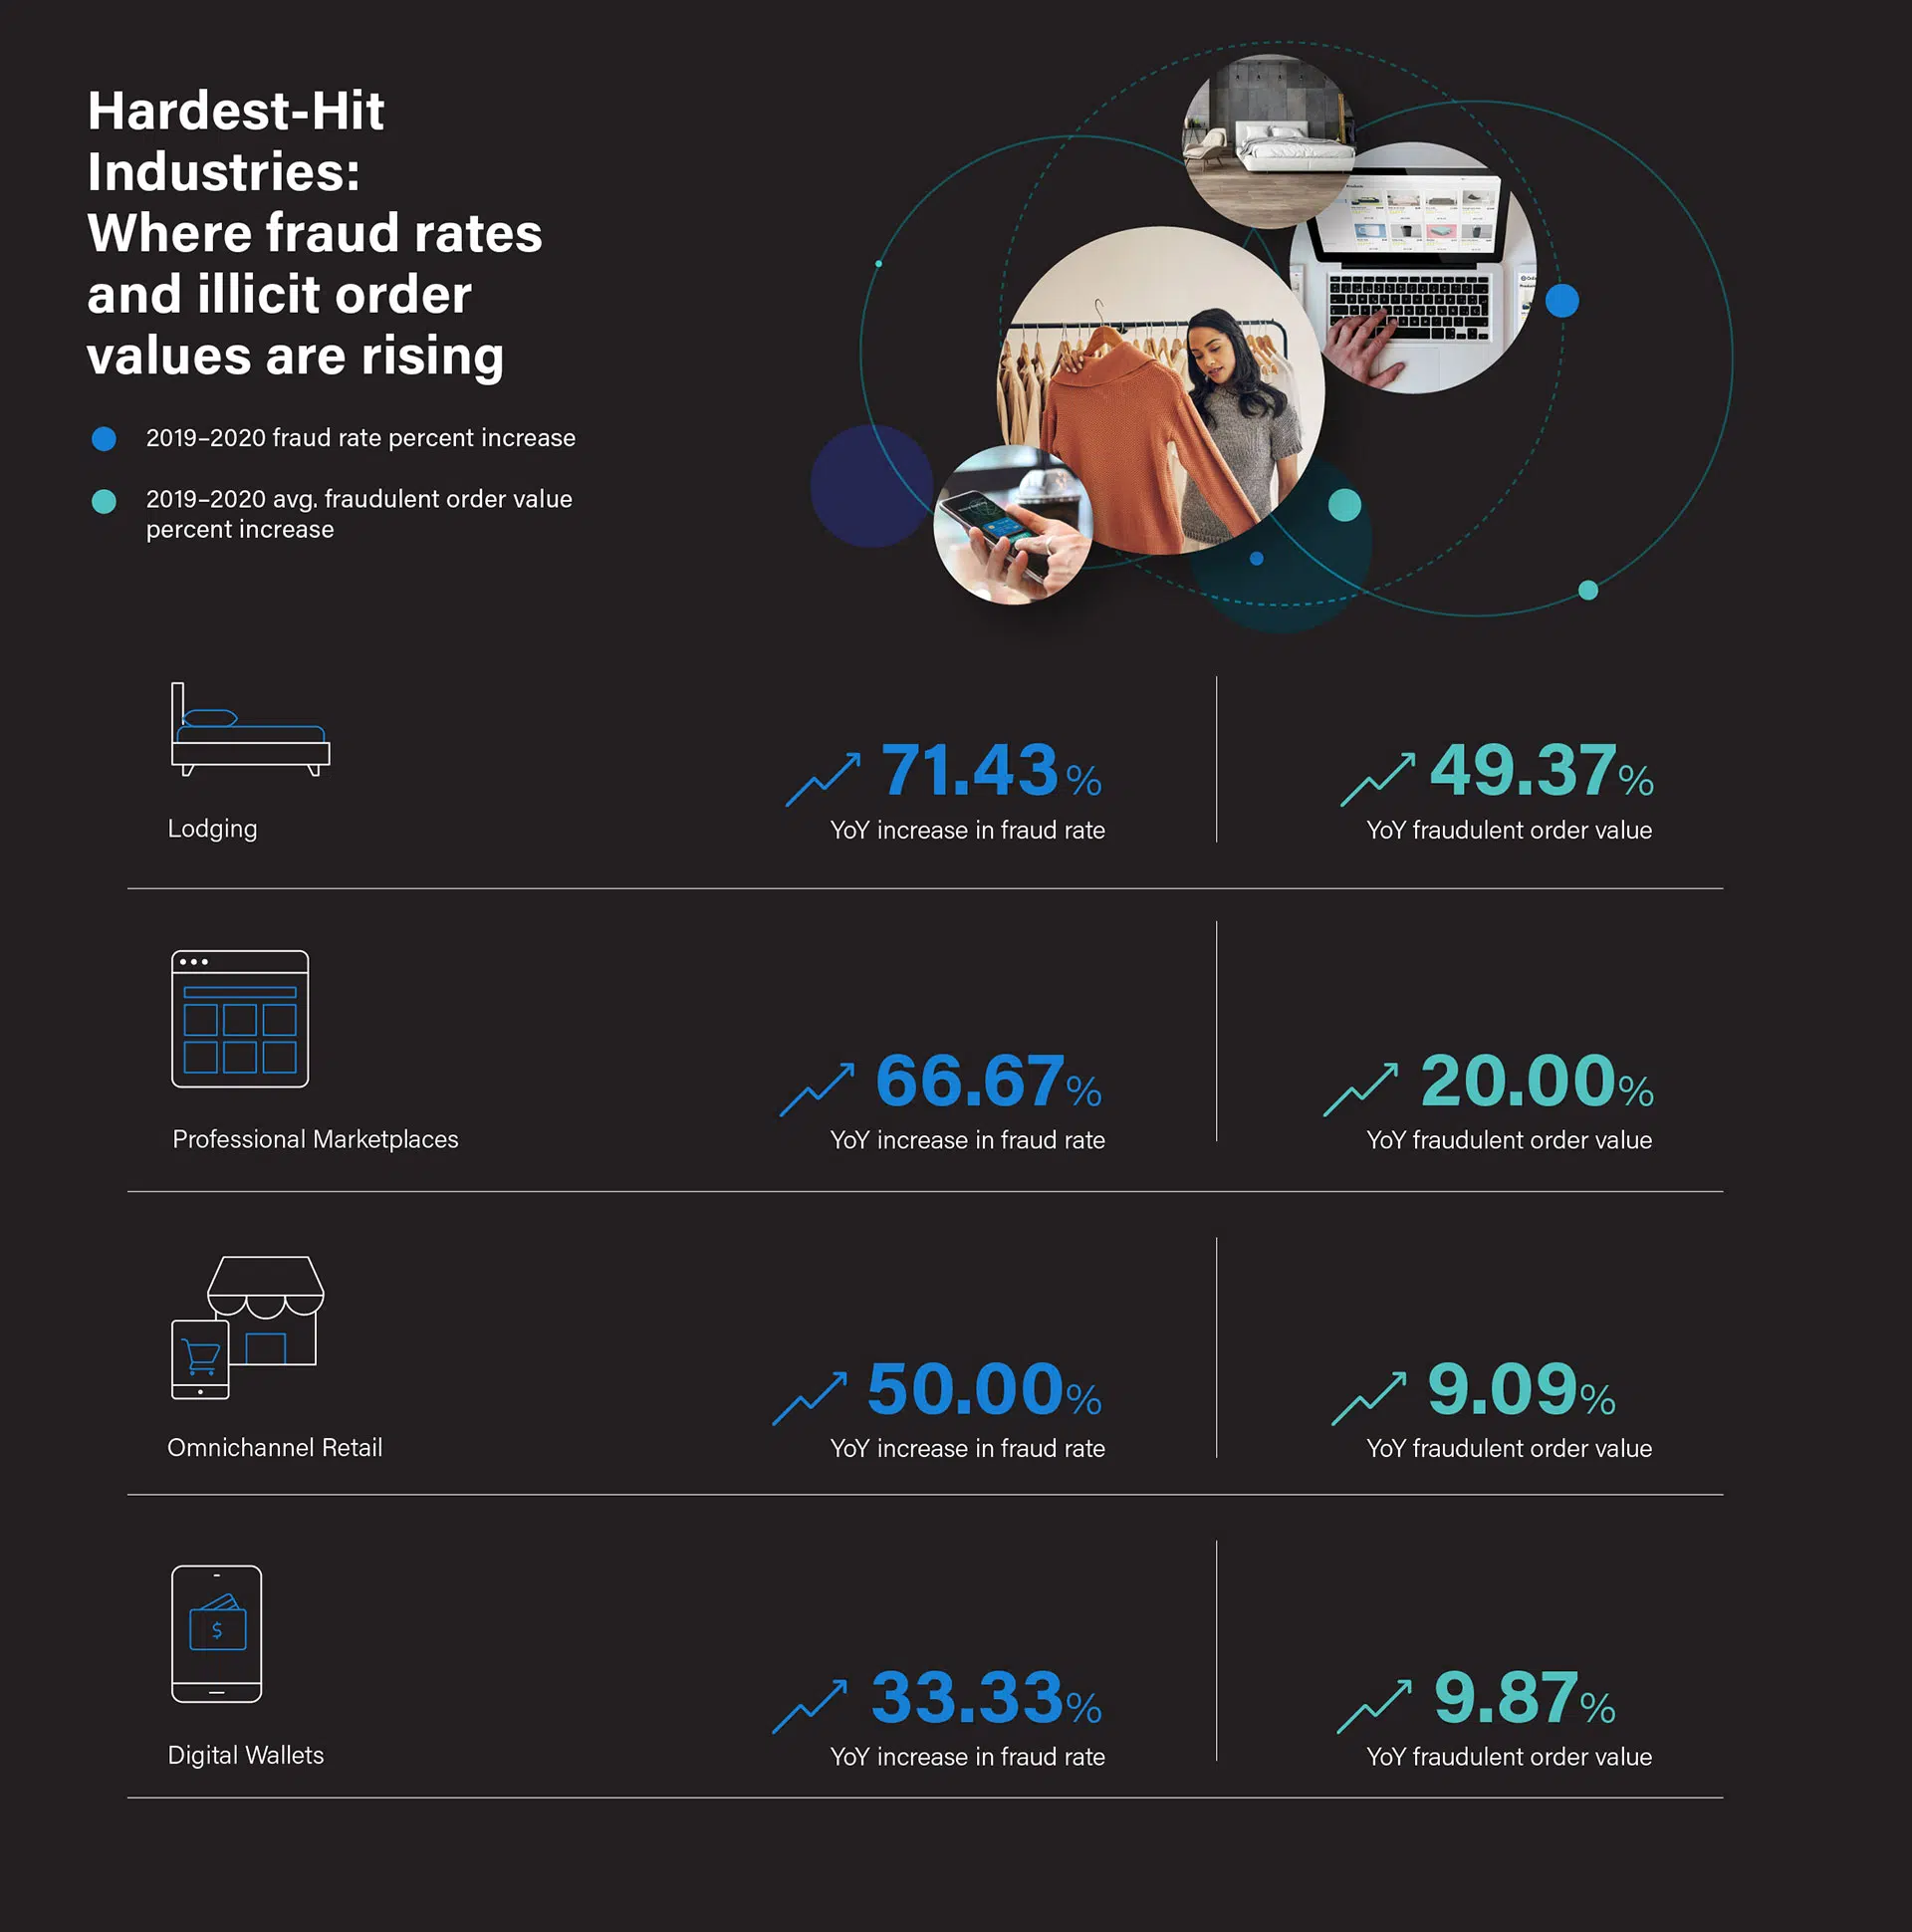 Hardest-Hit
Industries:
Where fraud rates
and illicit order
values are rising
2019–2020 fraud rate percent increase
2019–2020 avg. fraudulent order value
percent increase
Products
Lodging
71.43%
YoY increase in fraud rate
49.37%
YoY fraudulent order value
Professional Marketplaces
66.67%
YoY increase in fraud rate
20.00%
YoY fraudulent order value
Omnichannel Retail
50.00%
YoY increase in fraud rate
9.09%
YoY fraudulent order value
$
Digital Wallets
33.33%
YoY increase in fraud rate
9.87%
YoY fraudulent order value